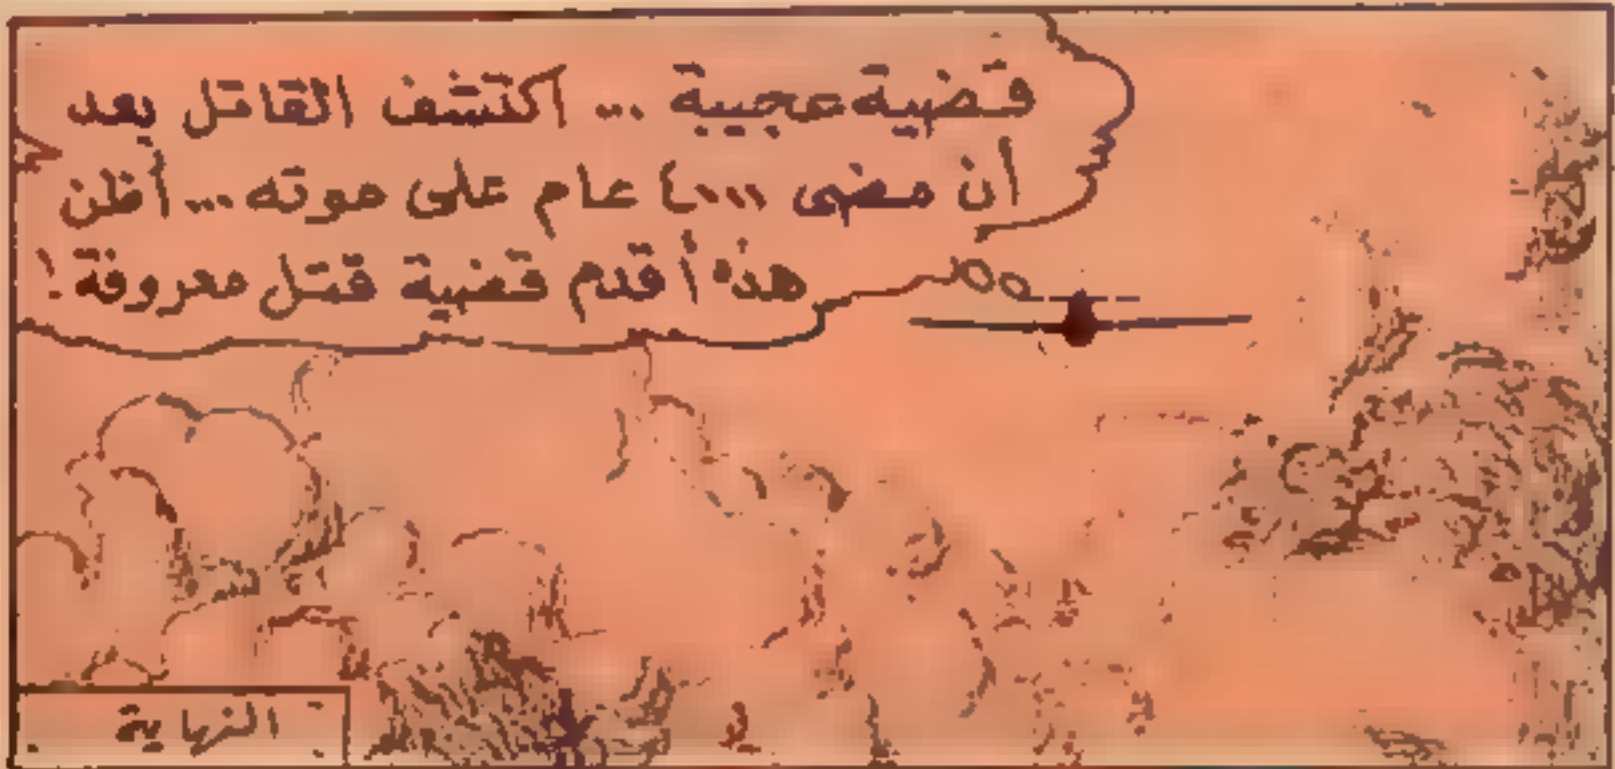 قضية عجيبة ... اكتشف القاتل بعد
أن مضى ٤٠٠٠ عام على موته ... أظن
هذه أقدم قضية قتل معروفة !
النهاية